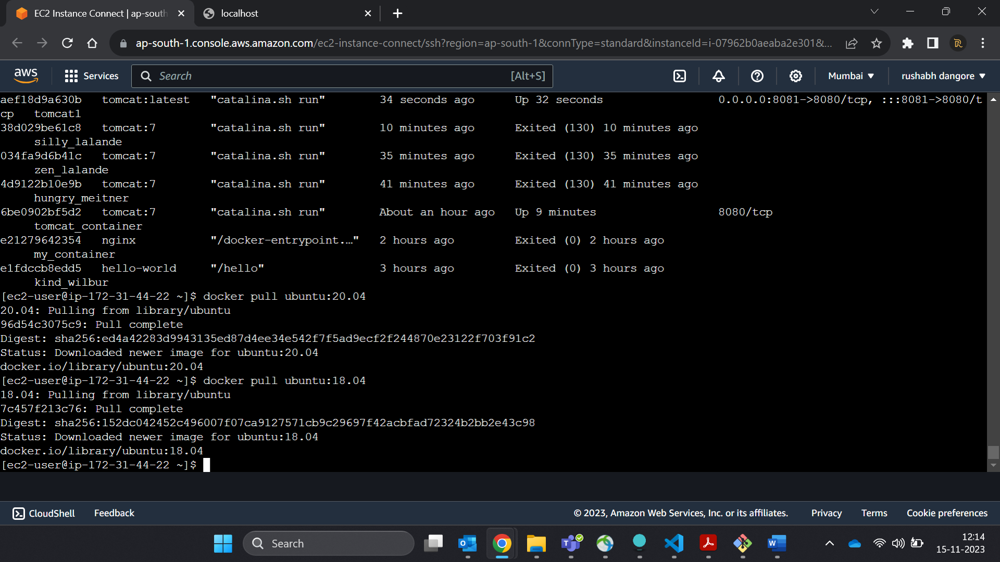 EC2 Instance Connect | ap-south
localhost
ap-south-1.console.aws.amazon.com/ec2-instance-connect/ssh?region=ap-south-1&connType=standard&instanceId=i-07962b0aeaba2e301&...
aws Services Search [Alt+S] Mumbai rushabh dangore
aef18d9a630b tomcat:latest "catalina.sh run" 34 seconds ago Up 32 seconds 0.0.0.0:8081->8080/tcp, :::8081->8080/t
cp tomcat1
38d029be61c8 tomcat:7 "catalina.sh run" 10 minutes ago Exited (130) 10 minutes ago
silly_lalande
034fa9d6b41c tomcat:7 "catalina.sh run" 35 minutes ago Exited (130) 35 minutes ago
zen_lalande
4d9122b10e9b tomcat:7 "catalina.sh run" 41 minutes ago Exited (130) 41 minutes ago
hungry_meitner
6be0902bf5d2 tomcat:7 "catalina.sh run" About an hour ago Up 9 minutes 8080/tcp
tomcat_container
e21279642354 nginx "/docker-entrypoint.…" 2 hours ago Exited (0) 2 hours ago
my_container
e1fdccb8edd5 hello-world "/hello" 3 hours ago Exited (0) 3 hours ago
kind_wilbur
[ec2-user@ip-172-31-44-22 ~]$ docker pull ubuntu:20.04
20.04: Pulling from library/ubuntu
96d54c3075c9: Pull complete
Digest: sha256:ed4a42283d9943135ed87d4ee34e542f7f5ad9ecf2f244870e23122f703f91c2
Status: Downloaded newer image for ubuntu:20.04
docker.io/library/ubuntu:20.04
[ec2-user@ip-172-31-44-22 ~]$ docker pull ubuntu:18.04
18.04: Pulling from library/ubuntu
7c457f213c76: Pull complete
Digest: sha256:152dc042452c496007f07ca9127571cb9c29697f42acbfad72324b2bb2e43c98
Status: Downloaded newer image for ubuntu:18.04
docker.io/library/ubuntu:18.04
[ec2-user@ip-172-31-44-22 ~]$
CloudShell Feedback © 2023, Amazon Web Services, Inc. or its affiliates. Privacy Terms Cookie preferences
Search
12:14
15-11-2023